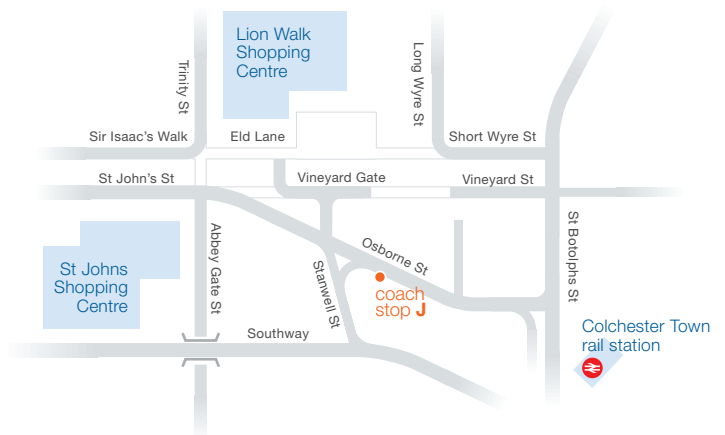 Lion Walk
Shopping
Centre
Trinity St
Long Wyre St
Sir Isaac's Walk
Eld Lane
Short Wyre St
St John's St
Vineyard Gate
Vineyard St
St Botolphs St
Abbey Gate St
Osborne St
Stanwell St
St Johns
Shopping
Centre
coach
stop J
Southway
Colchester Town
rail station